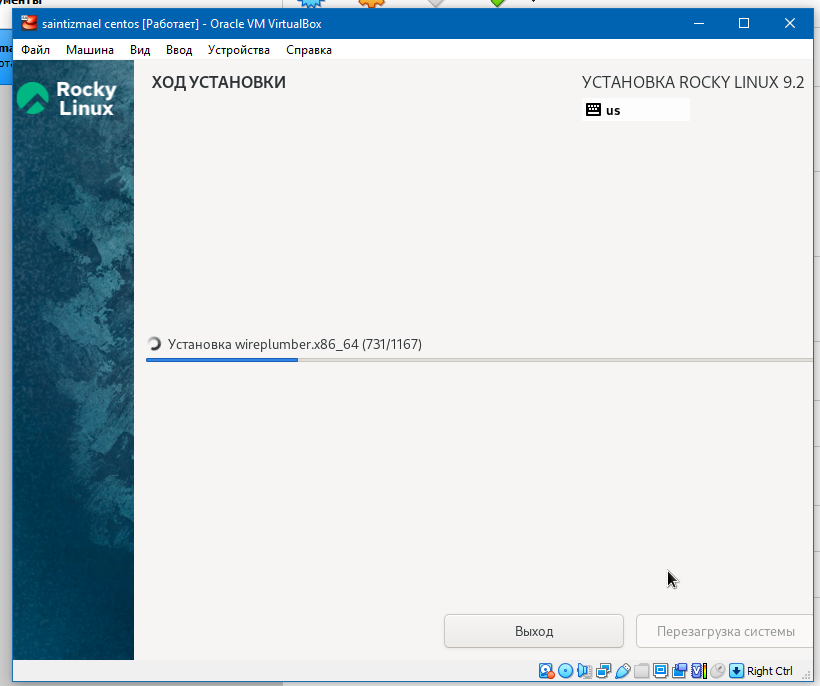 saintizmael centos [Работает] - Oracle VM VirtualBox
Файл Машина Вид Ввод Устройства Справка
Rocky
Linux
ХОД УСТАНОВКИ
УСТАНОВКА ROCKY LINUX 9.2
us
Установка wireplumber.x86_64 (731/1167)
Выход
Перезагрузка системы
Right Ctrl